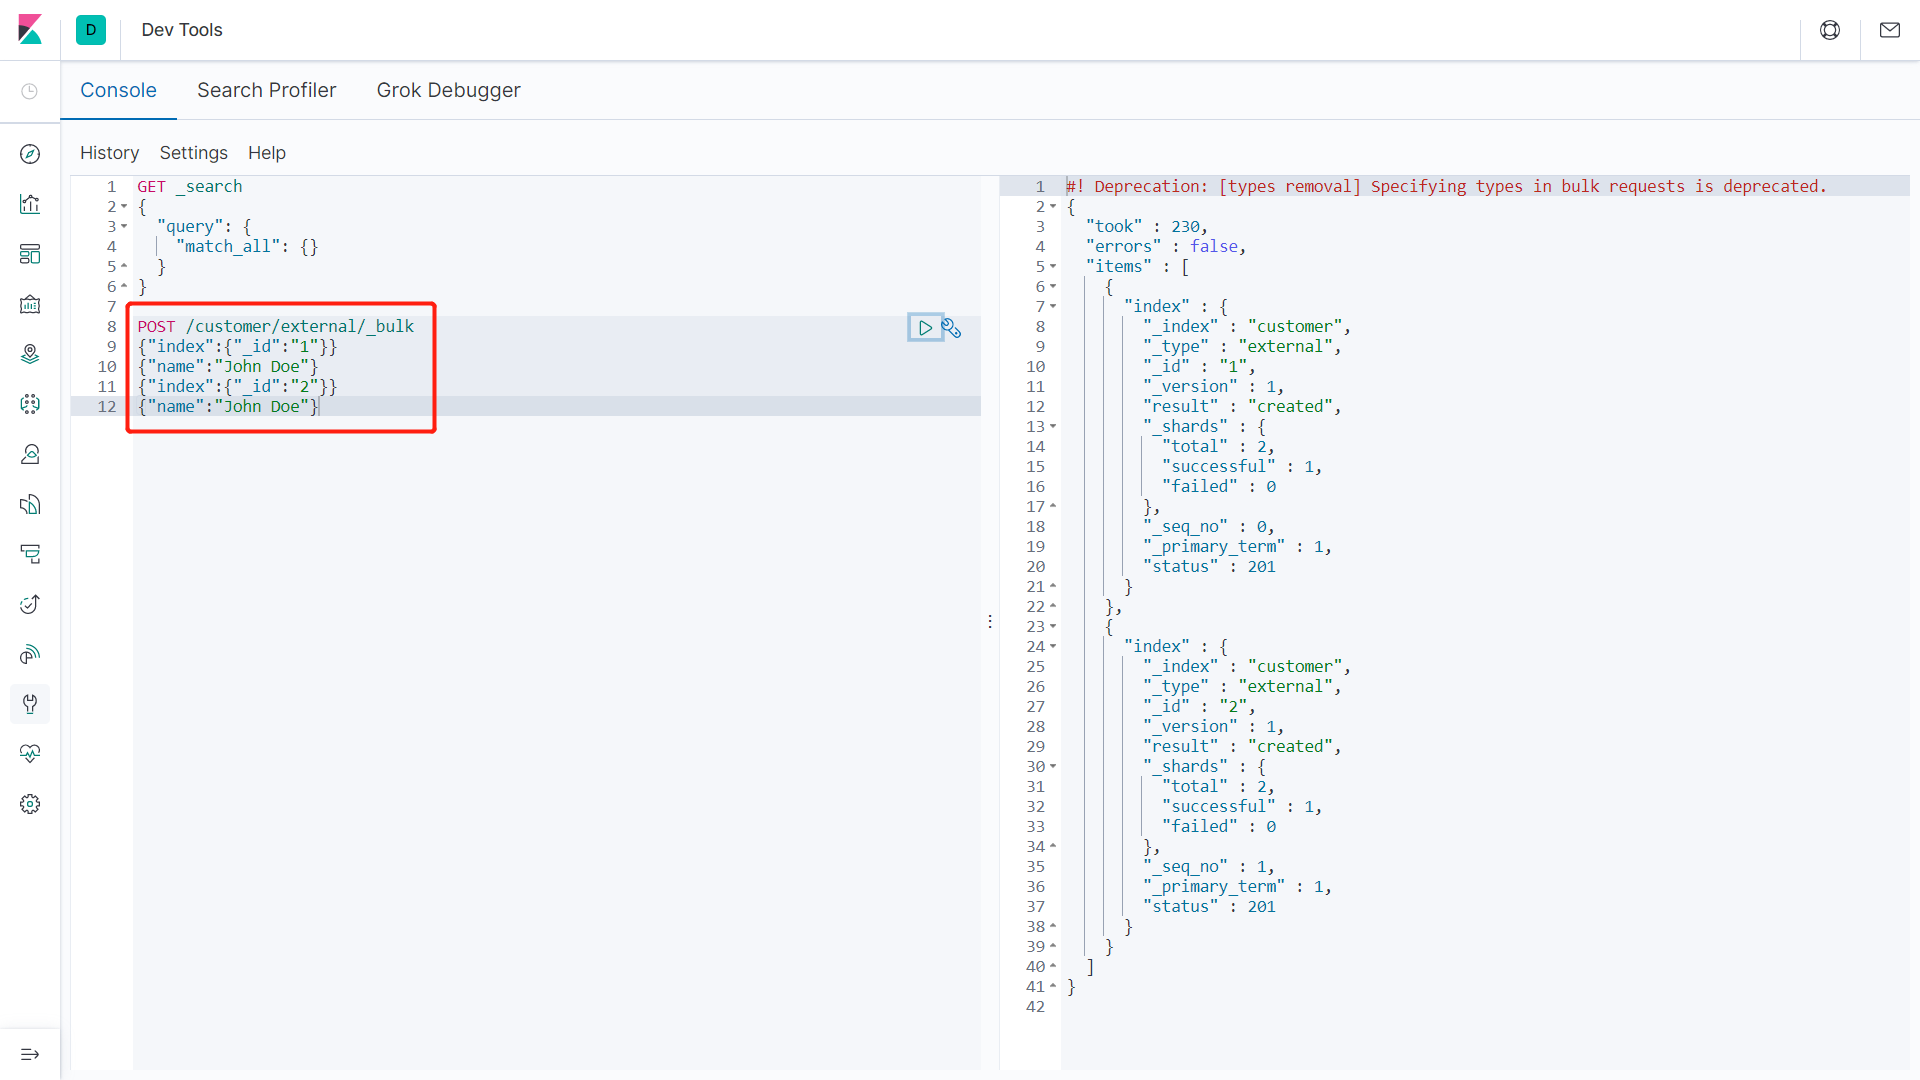 D
Dev Tools
Console
Search Profiler
Grok Debugger
History
Settings
Help
1 GET _search
2 {
3 "query": {
4 "match_all": {}
5 }
6 }
7
8 POST /customer/external/_bulk
9 {"index":{"_id":"1"}}
10 {"name":"John Doe"}
11 {"index":{"_id":"2"}}
12 {"name":"John Doe"}
1 #! Deprecation: [types removal] Specifying types in bulk requests is deprecated.
2 {
3 "took" : 230,
4 "errors" : false,
5 "items" : [
6 {
7 "index" : {
8 "_index" : "customer",
9 "_type" : "external",
10 "_id" : "1",
11 "_version" : 1,
12 "result" : "created",
13 "_shards" : {
14 "total" : 2,
15 "successful" : 1,
16 "failed" : 0
17 },
18 "_seq_no" : 0,
19 "_primary_term" : 1,
20 "status" : 201
21 }
22 },
23 {
24 "index" : {
25 "_index" : "customer",
26 "_type" : "external",
27 "_id" : "2",
28 "_version" : 1,
29 "result" : "created",
30 "_shards" : {
31 "total" : 2,
32 "successful" : 1,
33 "failed" : 0
34 },
35 "_seq_no" : 1,
36 "_primary_term" : 1,
37 "status" : 201
38 }
39 }
40 ]
41 }
42